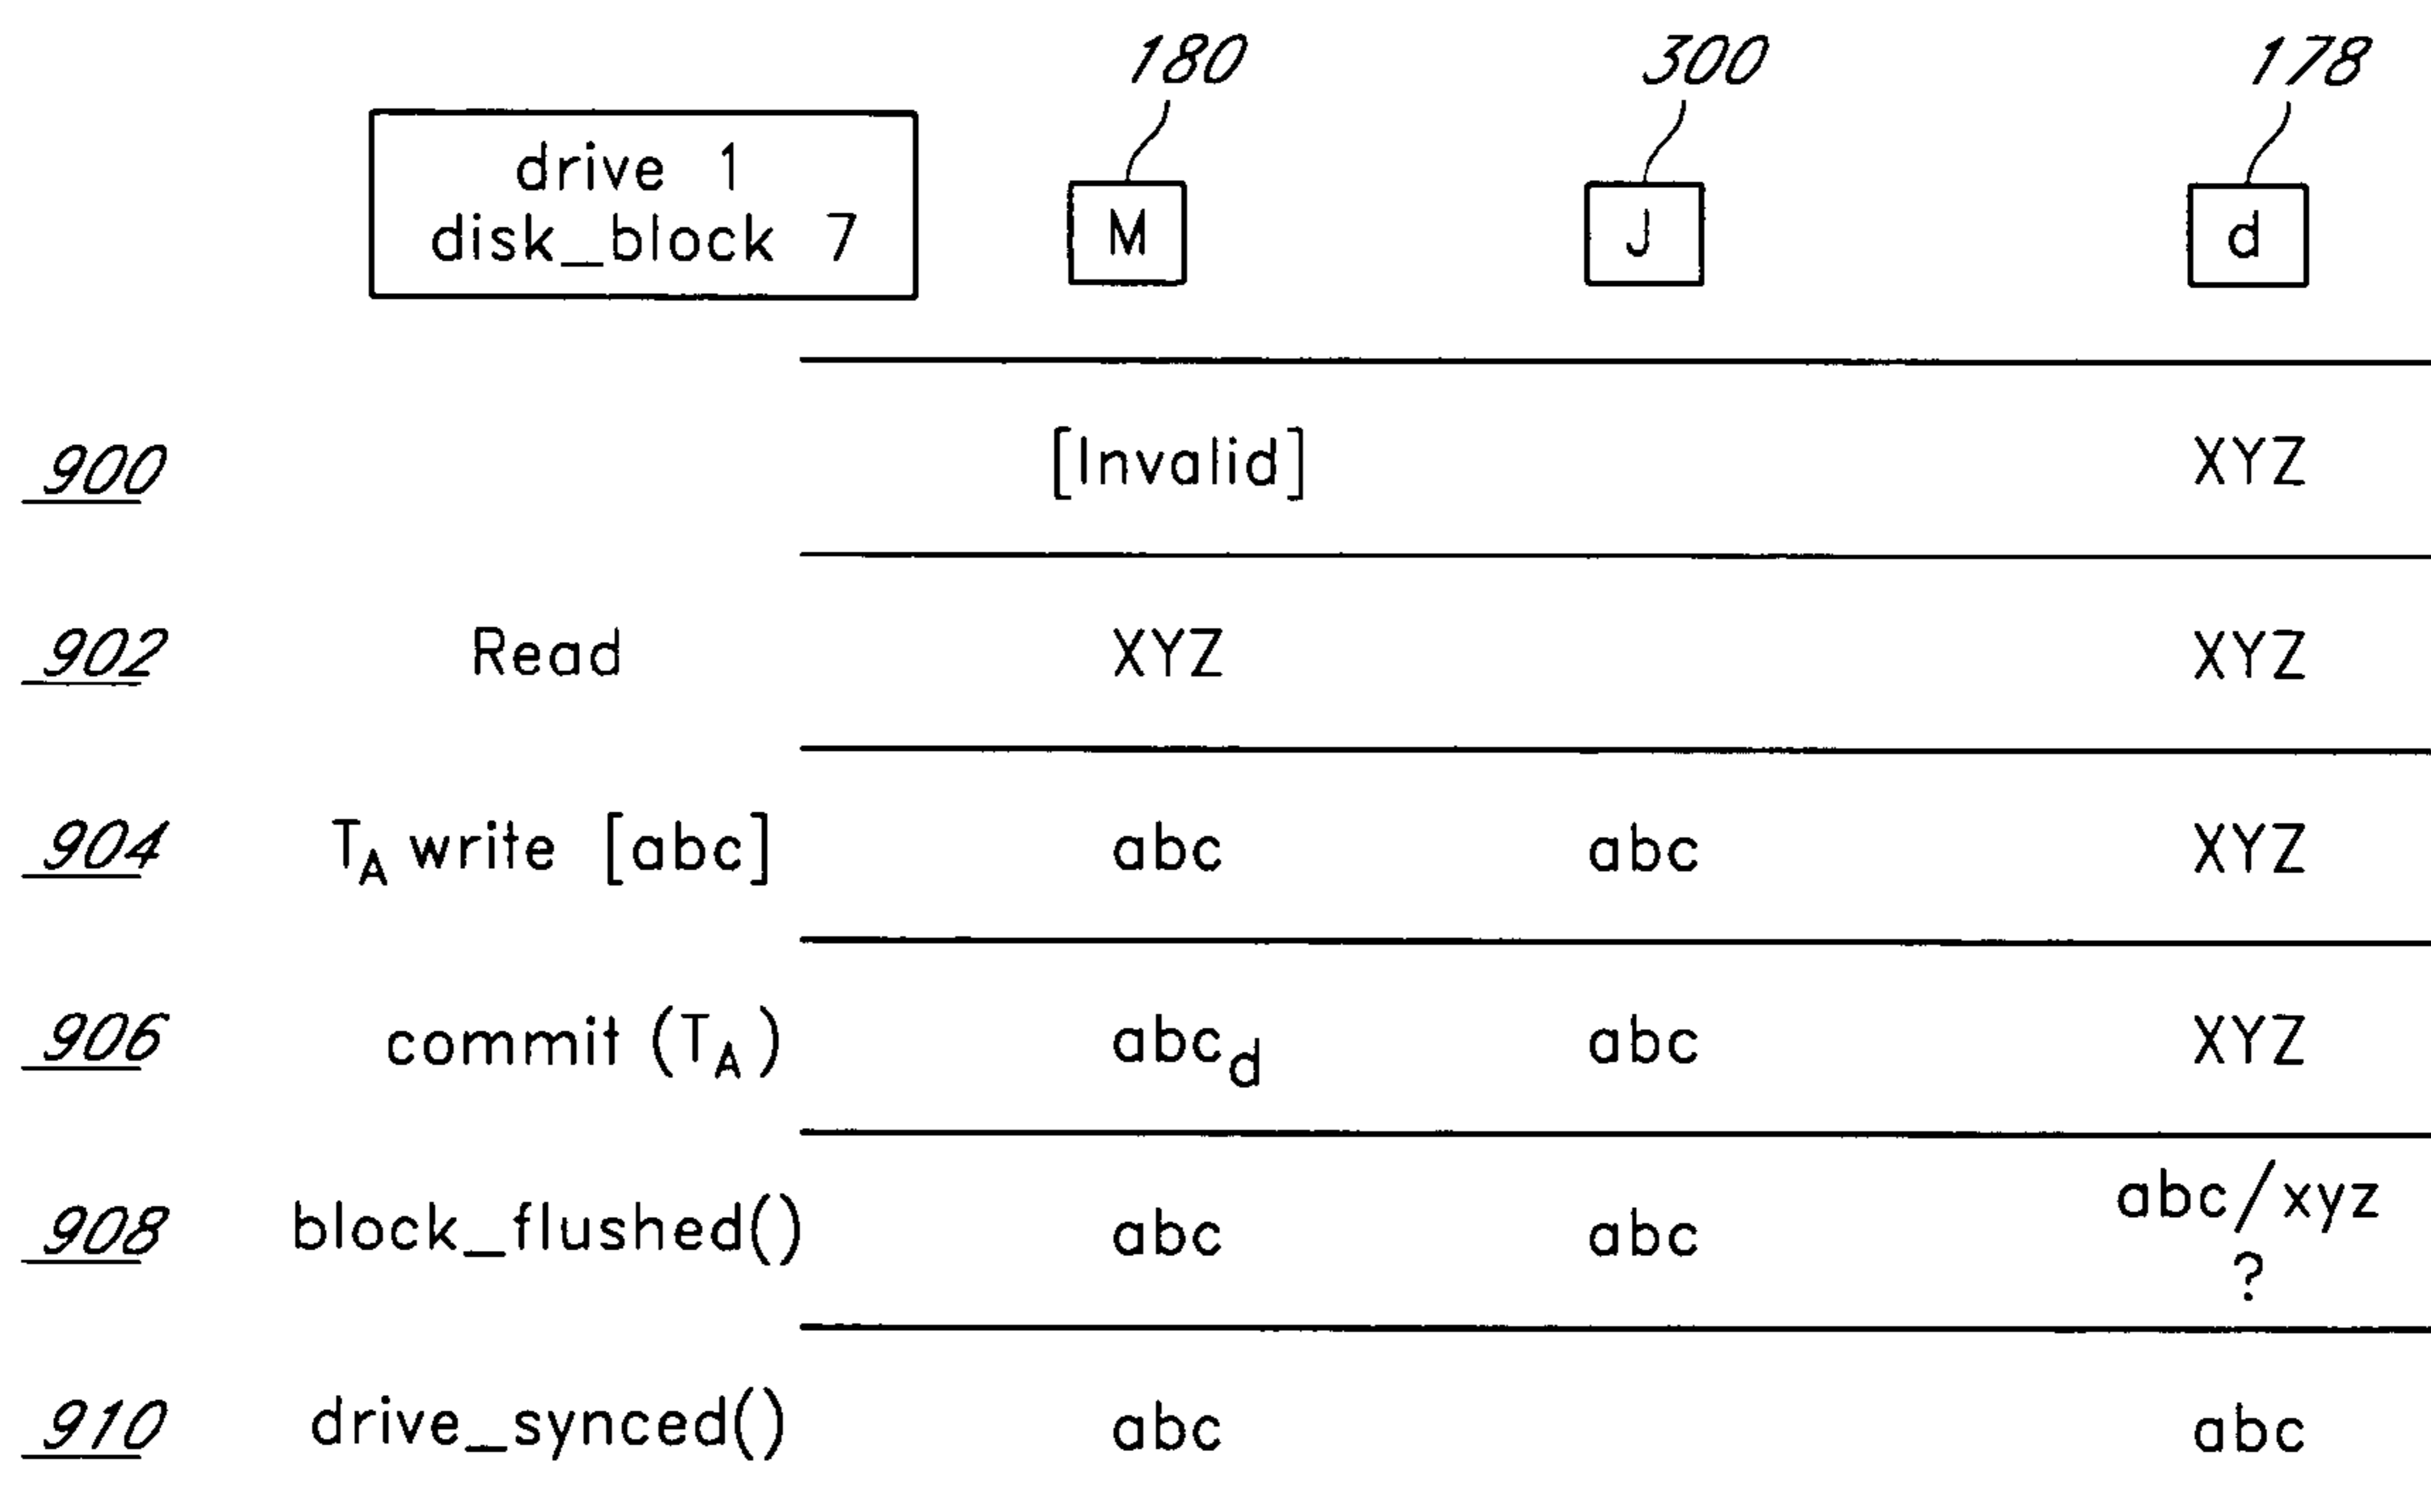 180 300 178
drive 1
disk_block 7
M J d
900 [Invalid] XYZ
902 Read XYZ XYZ
904 TA write [abc] abc abc XYZ
906 commit (TA) abcd abc XYZ
908 block_flushed() abc abc abc/xyz
?
910 drive_synced() abc abc